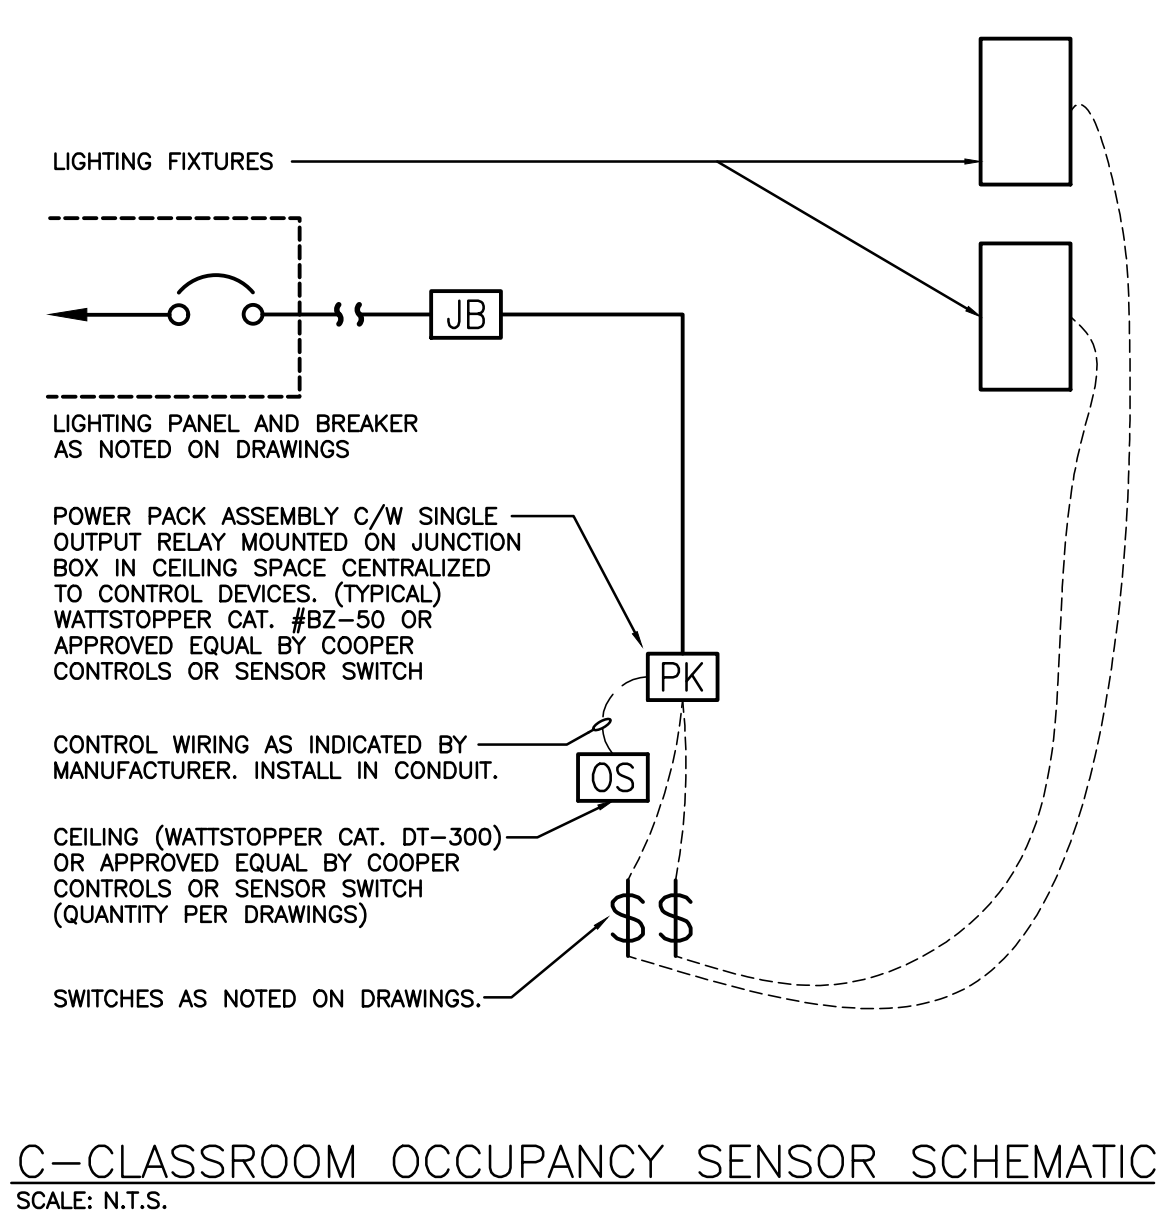 LIGHTING FIXTURES
JB
LIGHTING PANEL AND BREAKER
AS NOTED ON DRAWINGS
POWER PACK ASSEMBLY C/W SINGLE
OUTPUT RELAY MOUNTED ON JUNCTION
BOX IN CEILING SPACE CENTRALIZED
TO CONTROL DEVICES. (TYPICAL)
WATTSTOPPER CAT. #BZ-50 OR
APPROVED EQUAL BY COOPER
CONTROLS OR SENSOR SWITCH
PK
CONTROL WIRING AS INDICATED BY
MANUFACTURER. INSTALL IN CONDUIT.
OS
CEILING (WATTSTOPPER CAT. DT-300)
OR APPROVED EQUAL BY COOPER
CONTROLS OR SENSOR SWITCH
(QUANTITY PER DRAWINGS)
$ $
SWITCHES AS NOTED ON DRAWINGS.
C-CLASSROOM OCCUPANCY SENSOR SCHEMATIC
SCALE: N.T.S.